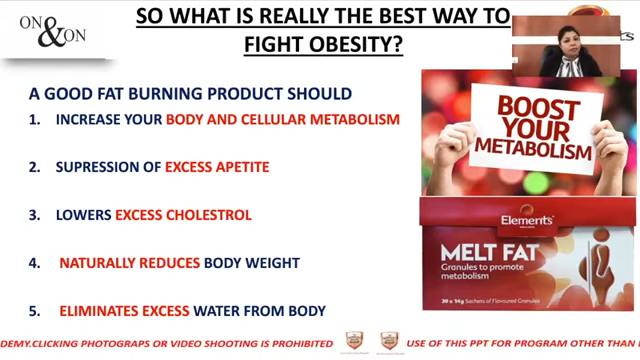 ON
&
ON
SO WHAT IS REALLY THE BEST WAY TO
FIGHT OBESITY?
A GOOD FAT BURNING PRODUCT SHOULD
1. INCREASE YOUR BODY AND CELLULAR METABOLISM
2. SUPRESSION OF EXCESS APETITE
3. LOWERS EXCESS CHOLESTROL
4. NATURALLY REDUCES BODY WEIGHT
5. ELIMINATES EXCESS WATER FROM BODY
BOOST
YOUR
METABOLISM
Elements
MELT FAT
Granules to promote
metabolism
30 x 14g Sachets of Flavoured Granules
DEMY.CLICKING PHOTOGRAPS OR VIDEO SHOOTING IS PROHIBITED
USE OF THIS PPT FOR PROGRAM OTHER THAN